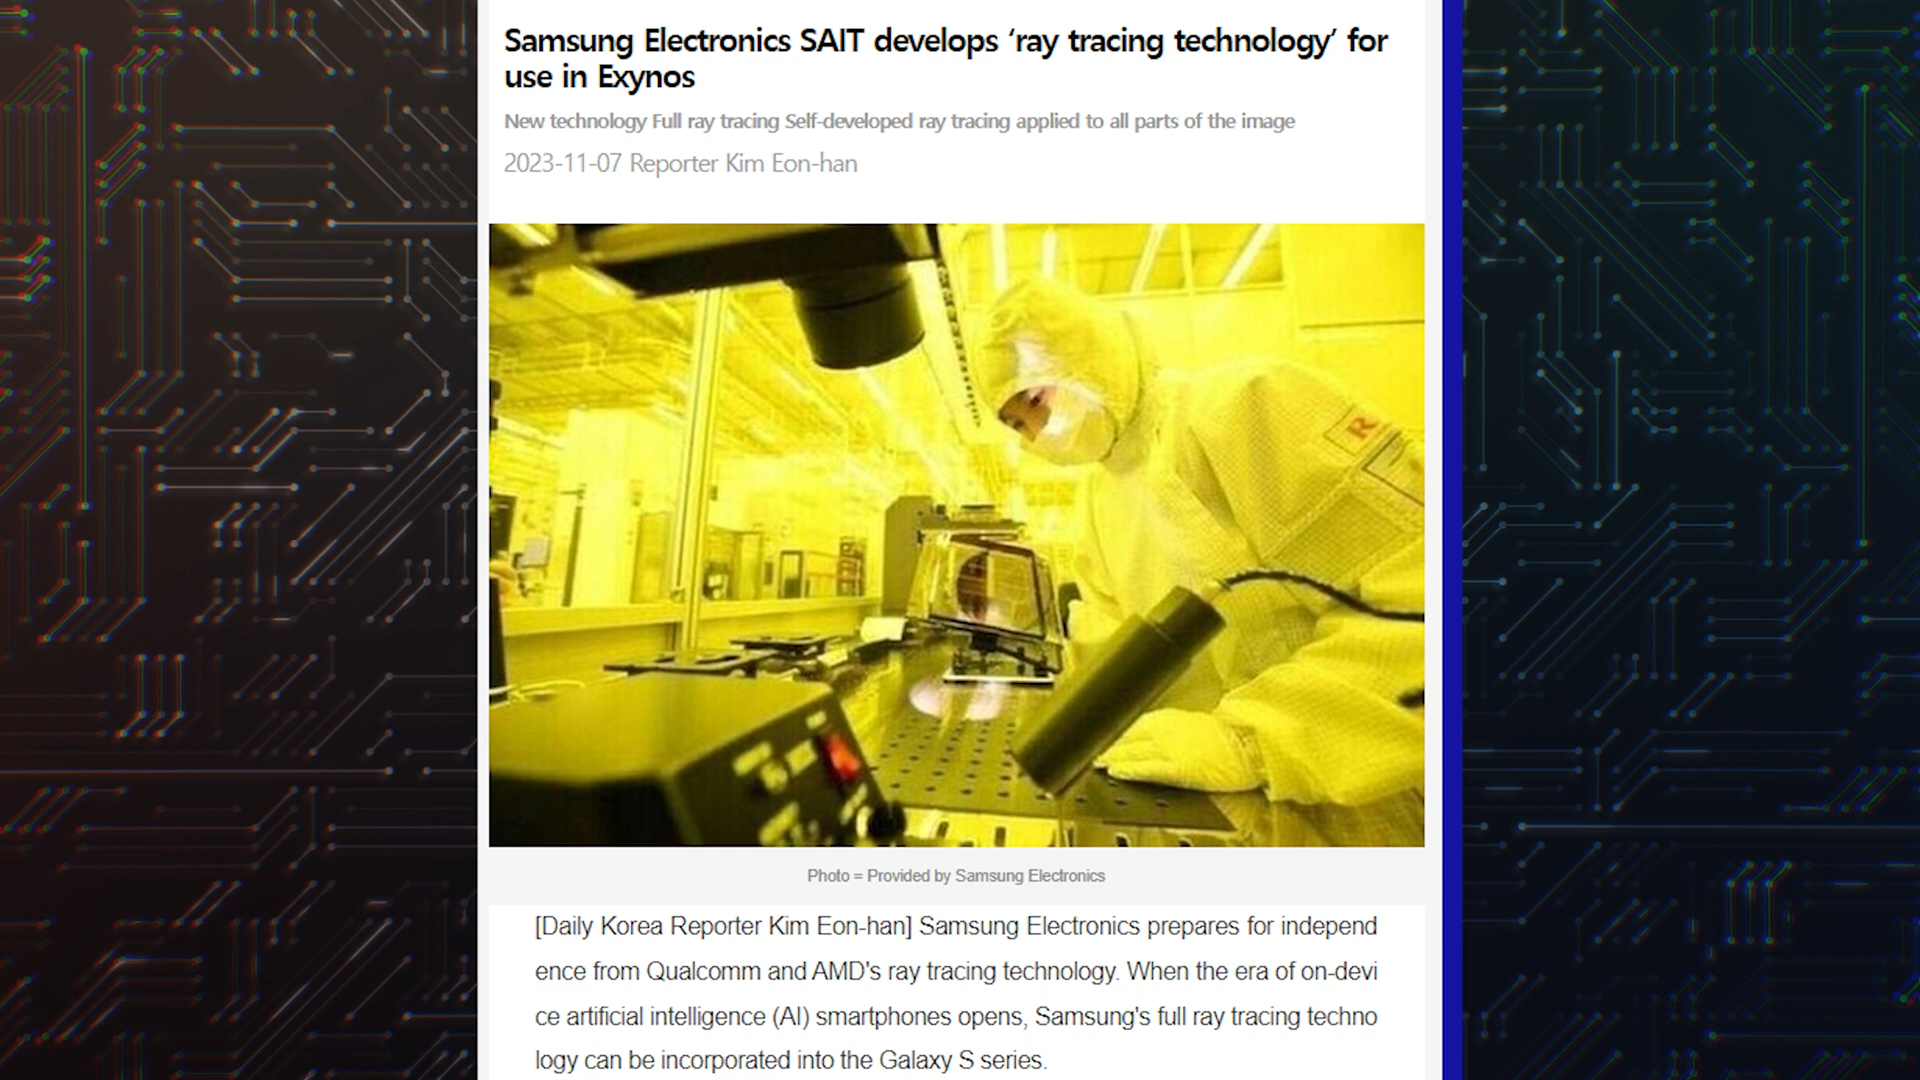 Samsung Electronics SAIT develops ‘ray tracing technology’ for
use in Exynos
New technology Full ray tracing Self-developed ray tracing applied to all parts of the image
2023-11-07 Reporter Kim Eon-han
R
Photo = Provided by Samsung Electronics
[Daily Korea Reporter Kim Eon-han] Samsung Electronics prepares for independ
ence from Qualcomm and AMD's ray tracing technology. When the era of on-devi
ce artificial intelligence (AI) smartphones opens, Samsung's full ray tracing techno
logy can be incorporated into the Galaxy S series.